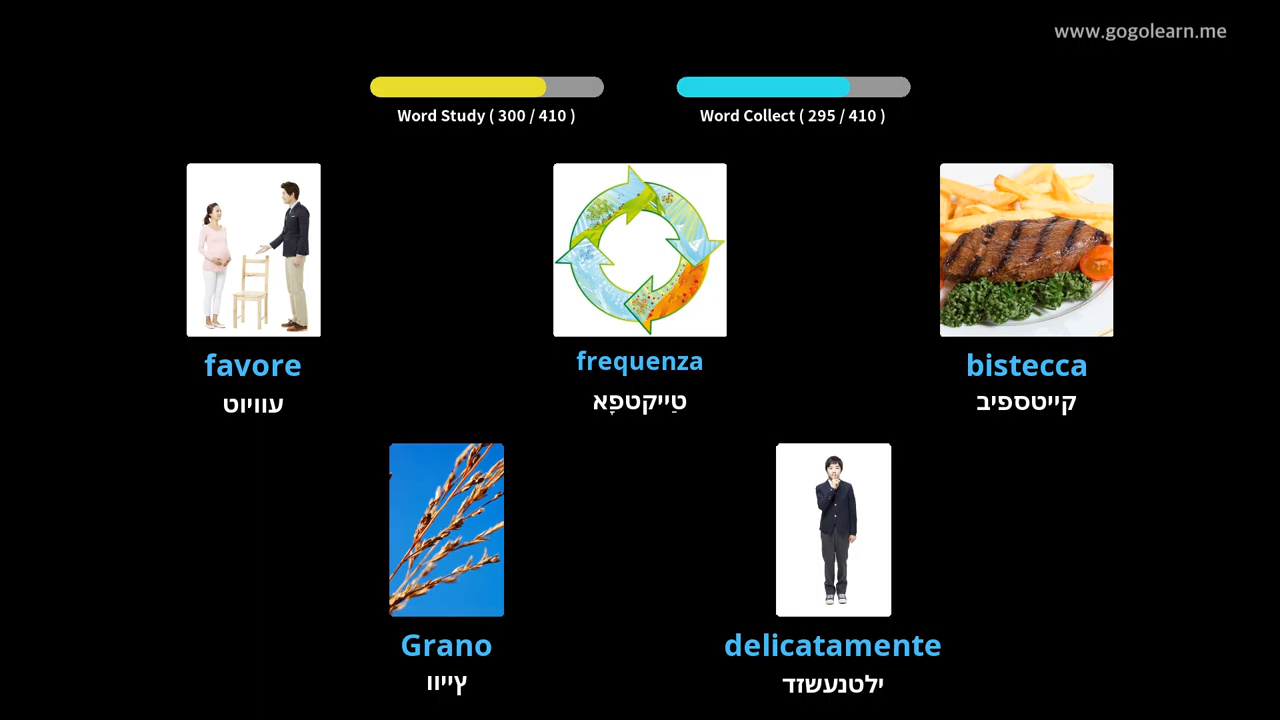 www.gogolearn.me
Word Study ( 300 / 410 )
Word Collect ( 295 / 410 )
favore
עוויוט
frequenza
טַייקטפָא
bistecca
קייטספיב
Grano
ץייוו
delicatamente
ילטנעשזד